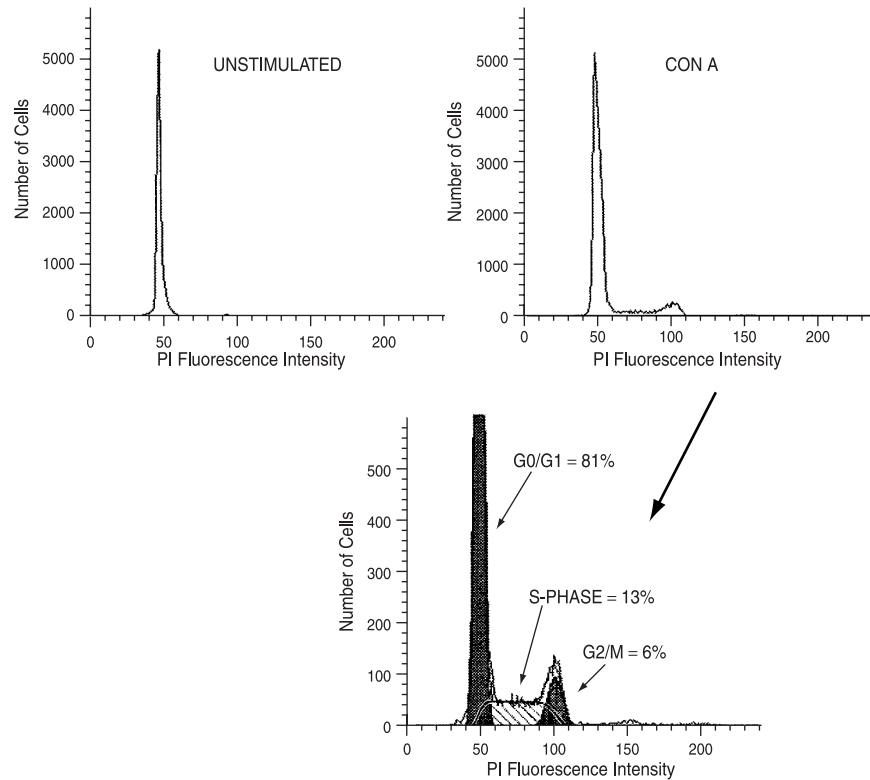 UNSTIMULATED
Number of Cells
5000
4000
3000
2000
1000
0
0 50 100 150 200
PI Fluorescence Intensity
CON A
Number of Cells
5000
4000
3000
2000
1000
0
0 50 100 150 200
PI Fluorescence Intensity
Number of Cells
500
400
300
200
100
0
G0/G1 = 81%
S-PHASE = 13%
G2/M = 6%
0 50 100 150 200
PI Fluorescence Intensity